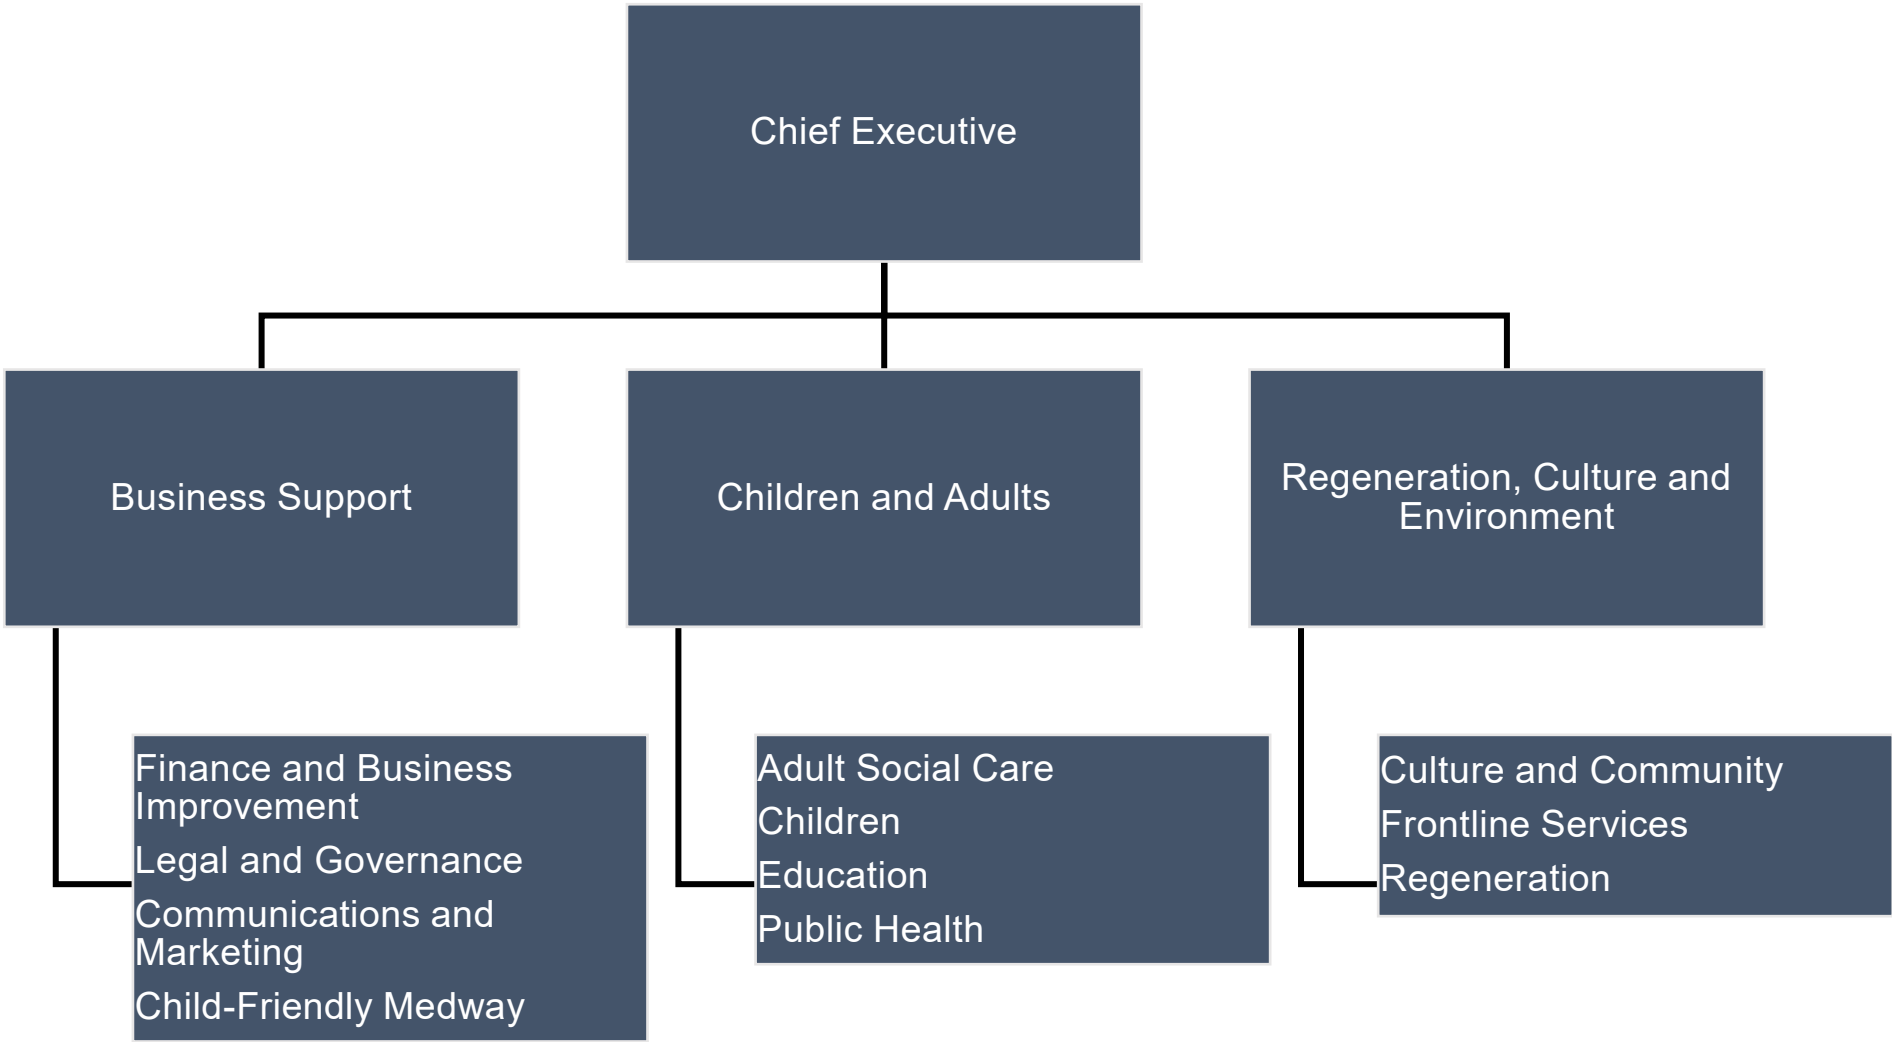 Chief Executive
Business Support
Children and Adults
Regeneration, Culture and
Environment
Finance and Business
Improvement
Legal and Governance
Communications and
Marketing
Child-Friendly Medway
Adult Social Care
Children
Education
Public Health
Culture and Community
Frontline Services
Regeneration